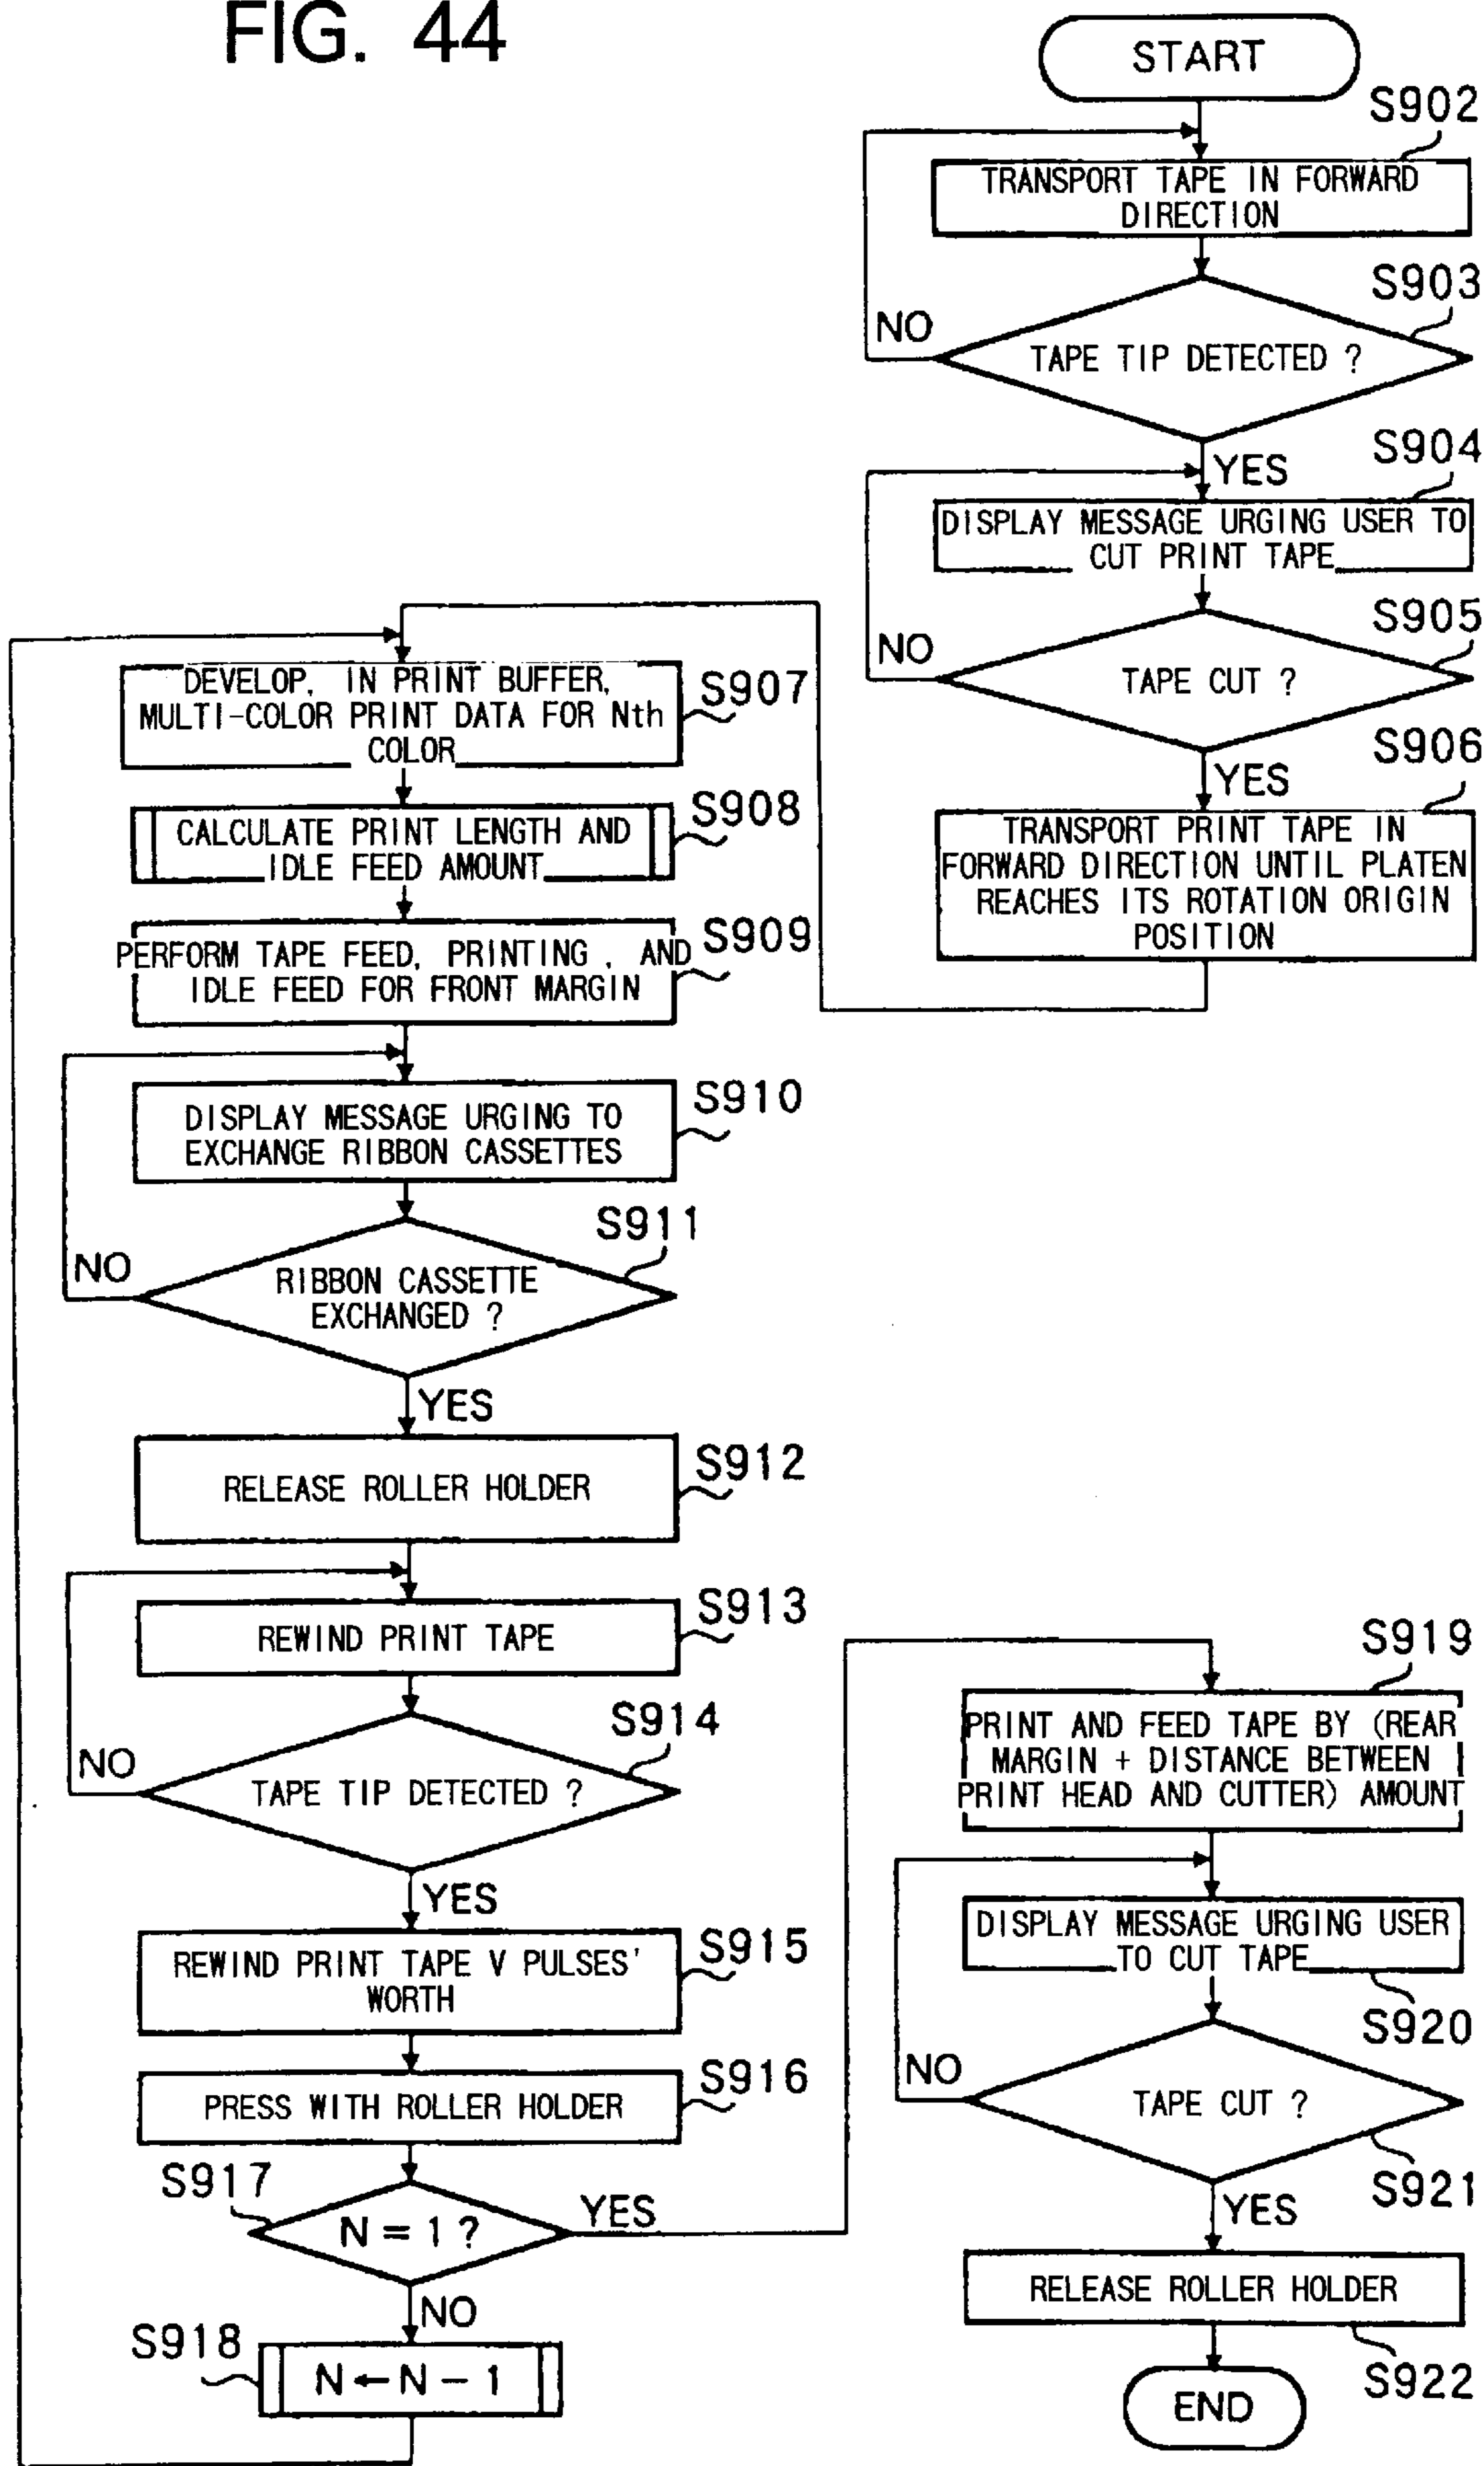 FIG. 44
START
S902
TRANSPORT TAPE IN FORWARD
DIRECTION
S903
NO
TAPE TIP DETECTED ?
YES
S904
DISPLAY MESSAGE URGING USER TO
CUT PRINT TAPE
S905
NO
TAPE CUT ?
YES
S906
TRANSPORT PRINT TAPE IN
FORWARD DIRECTION UNTIL PLATEN
REACHES ITS ROTATION ORIGIN
POSITION
S907
DEVELOP, IN PRINT BUFFER,
MULTI-COLOR PRINT DATA FOR Nth
COLOR
S908
CALCULATE PRINT LENGTH AND
IDLE FEED AMOUNT
S909
PERFORM TAPE FEED, PRINTING , AND
IDLE FEED FOR FRONT MARGIN
S910
DISPLAY MESSAGE URGING TO
EXCHANGE RIBBON CASSETTES
S911
NO
RIBBON CASSETTE
EXCHANGED ?
YES
S912
RELEASE ROLLER HOLDER
S913
REWIND PRINT TAPE
S914
NO
TAPE TIP DETECTED ?
YES
S915
REWIND PRINT TAPE V PULSES'
WORTH
S916
PRESS WITH ROLLER HOLDER
S917
N = 1 ?
YES
NO
S918
N ← N − 1
S919
PRINT AND FEED TAPE BY (REAR
MARGIN + DISTANCE BETWEEN
PRINT HEAD AND CUTTER) AMOUNT
DISPLAY MESSAGE URGING USER
TO CUT TAPE
S920
NO
TAPE CUT ?
S921
YES
RELEASE ROLLER HOLDER
S922
END